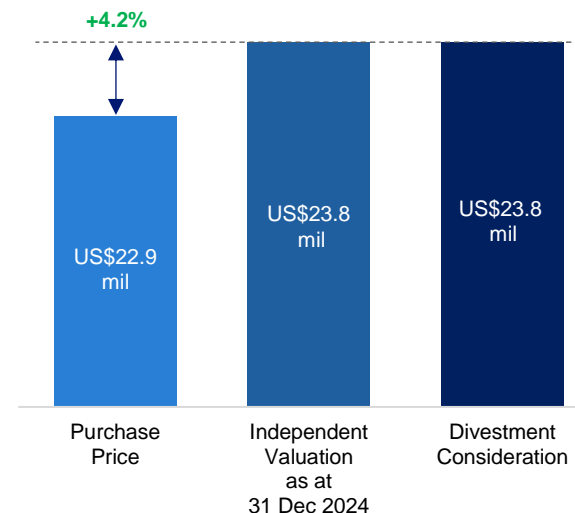 +4.2%
US$22.9
mil
US$23.8
mil
US$23.8
mil
Purchase
Price
Independent
Valuation
as at
31 Dec 2024
Divestment
Consideration